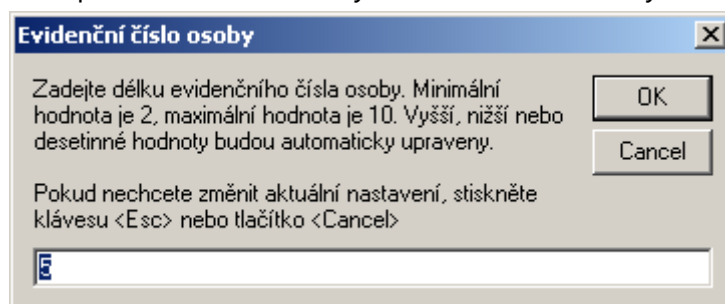 Evidenční číslo osoby
Zadejte délku evidenčního čísla osoby. Minimální
hodnota je 2, maximální hodnota je 10. Vyšší, nižší nebo
desetinné hodnoty budou automaticky upraveny.
OK
Cancel
Pokud nechcete změnit aktuální nastavení, stiskněte
klávesu <Esc> nebo tlačítko <Cancel>
5